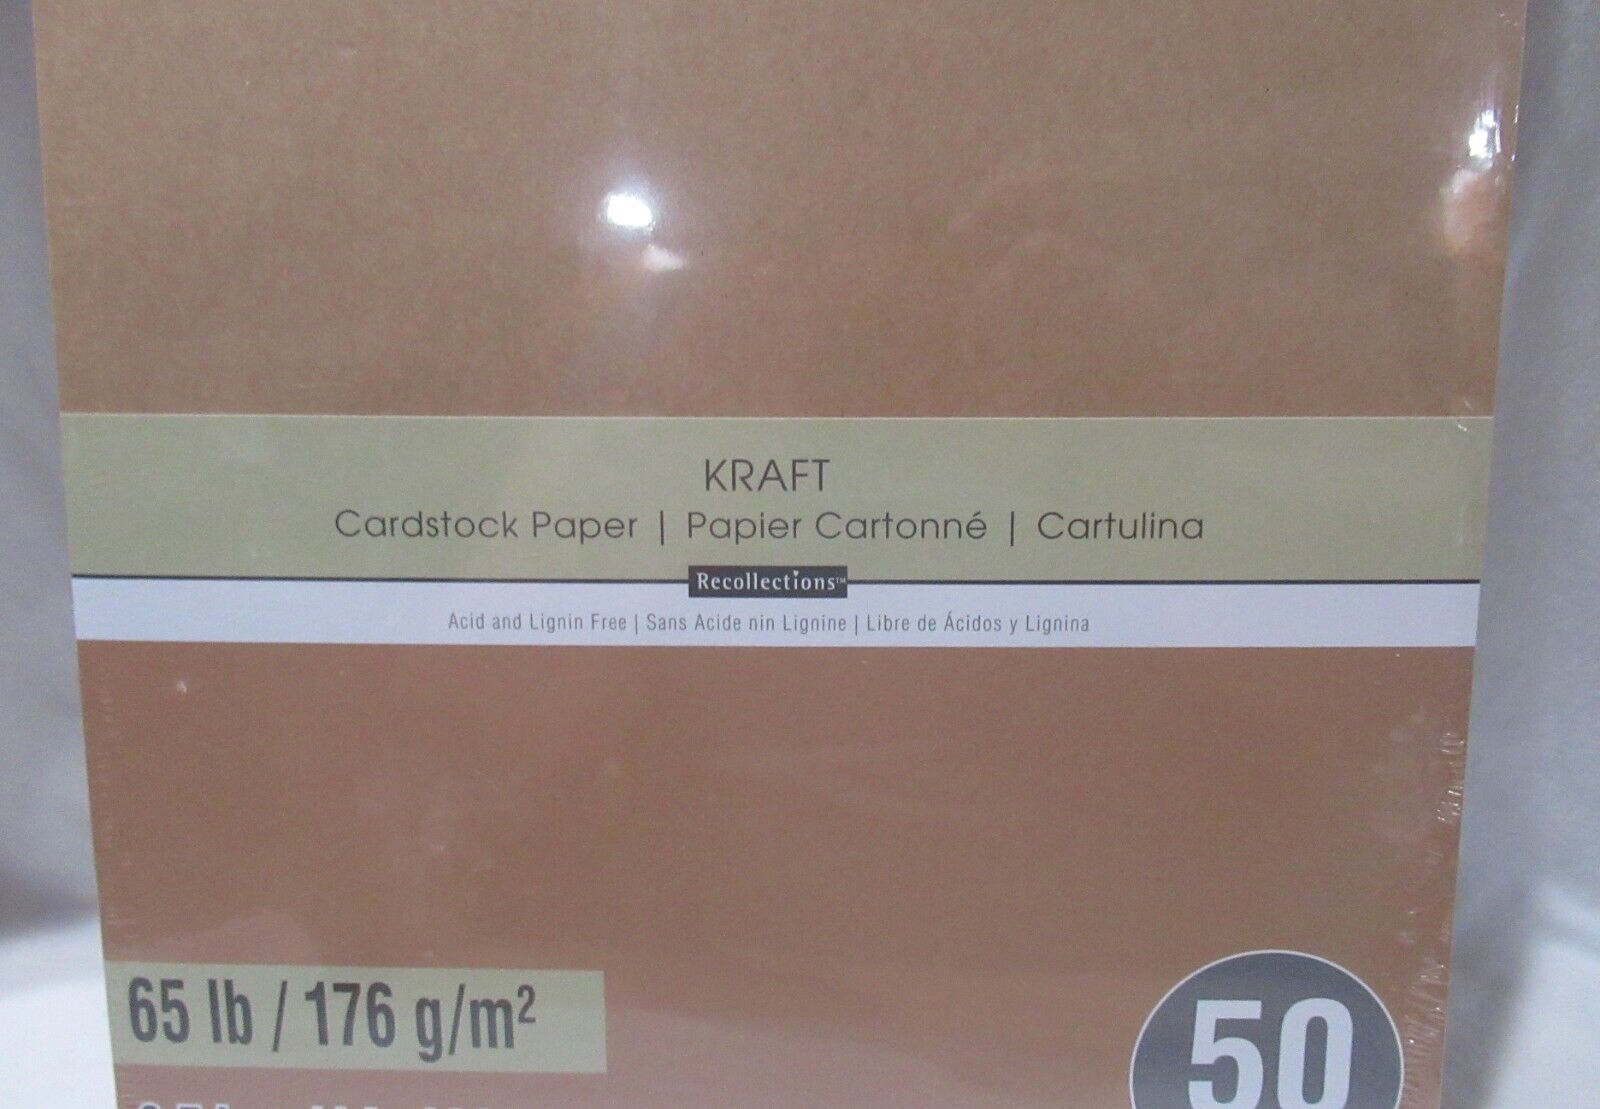 KRAFT
Cardstock Paper | Papier Cartonné | Cartulina
Recollections™
Acid and Lignin Free | Sans Acide nin Lignine | Libre de Ácidos y Lignina
65 lb / 176 g/m²
50